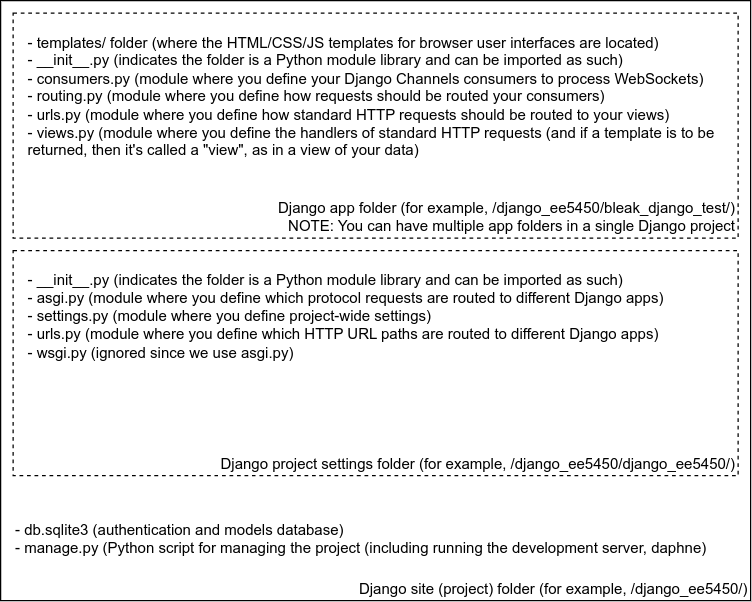 - templates/ folder (where the HTML/CSS/JS templates for browser user interfaces are located)
- __init__.py (indicates the folder is a Python module library and can be imported as such)
- consumers.py (module where you define your Django Channels consumers to process WebSockets)
- routing.py (module where you define how requests should be routed your consumers)
- urls.py (module where you define how standard HTTP requests should be routed to your views)
- views.py (module where you define the handlers of standard HTTP requests (and if a template is to be
returned, then it's called a "view", as in a view of your data)
Django app folder (for example, /django_ee5450/bleak_django_test/)
NOTE: You can have multiple app folders in a single Django project
- __init__.py (indicates the folder is a Python module library and can be imported as such)
- asgi.py (module where you define which protocol requests are routed to different Django apps)
- settings.py (module where you define project-wide settings)
- urls.py (module where you define which HTTP URL paths are routed to different Django apps)
- wsgi.py (ignored since we use asgi.py)
Django project settings folder (for example, /django_ee5450/django_ee5450/)
- db.sqlite3 (authentication and models database)
- manage.py (Python script for managing the project (including running the development server, daphne)
Django site (project) folder (for example, /django_ee5450/)